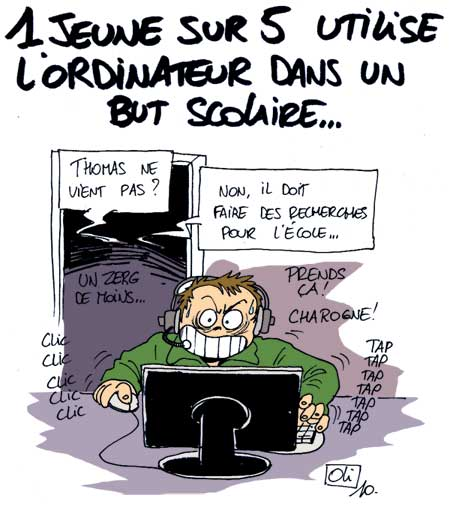 1 JEUNE SUR 5 UTILISE
L'ORDINATEUR DANS UN
BUT SCOLAIRE...
THOMAS NE
VIENT PAS ?
NON, IL DOIT
FAIRE DES RECHERCHES
POUR L'ÉCOLE...
UN ZERG
DE MOINS...
PRENDS
ÇA !
CHAROGNE !
CLIC
CLIC
CLIC
CLIC
CLIC
TAP
TAP
TAP
TAP
TAP
TAP
TAP
Oli
10.